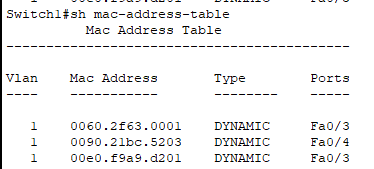 Switch1#sh mac-address-table
Mac Address Table
-------------------------------------------
Vlan Mac Address Type Ports
---- ----------- -------- -----
1 0060.2f63.0001 DYNAMIC Fa0/3
1 0090.21bc.5203 DYNAMIC Fa0/4
1 00e0.f9a9.d201 DYNAMIC Fa0/3